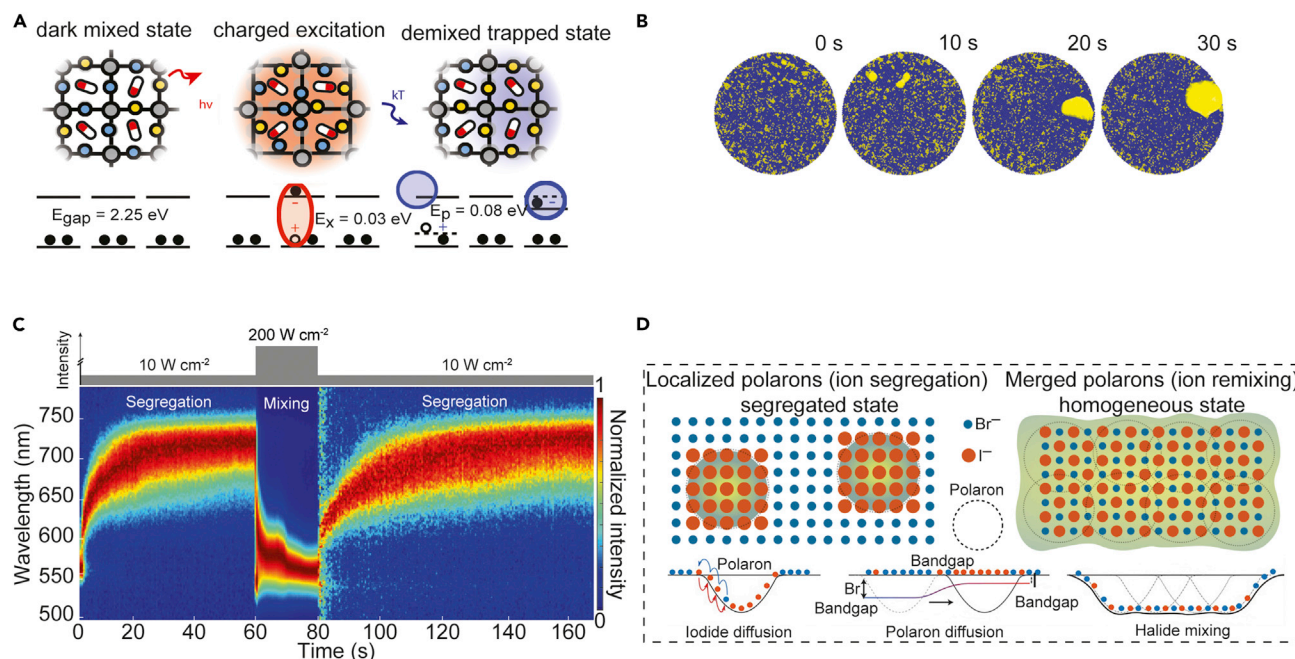 A
dark mixed state
charged excitation
demixed trapped state
hν
kT
−
+
−
+
E_gap = 2.25 eV
E_x = 0.03 eV
E_p = 0.08 eV
B
0 s
10 s
20 s
30 s
C
Intensity
200 W cm⁻²
10 W cm⁻²
10 W cm⁻²
Segregation
Mixing
Segregation
Wavelength (nm)
750
700
650
600
550
500
0
20
40
60
80
100
120
140
160
Time (s)
1
Normalized intensity
0
D
Localized polarons (ion segregation)
segregated state
Merged polarons (ion remixing)
homogeneous state
Br⁻
I⁻
Polaron
Polaron
Iodide diffusion
Bandgap
Br
Bandgap
I
Bandgap
Polaron diffusion
Halide mixing